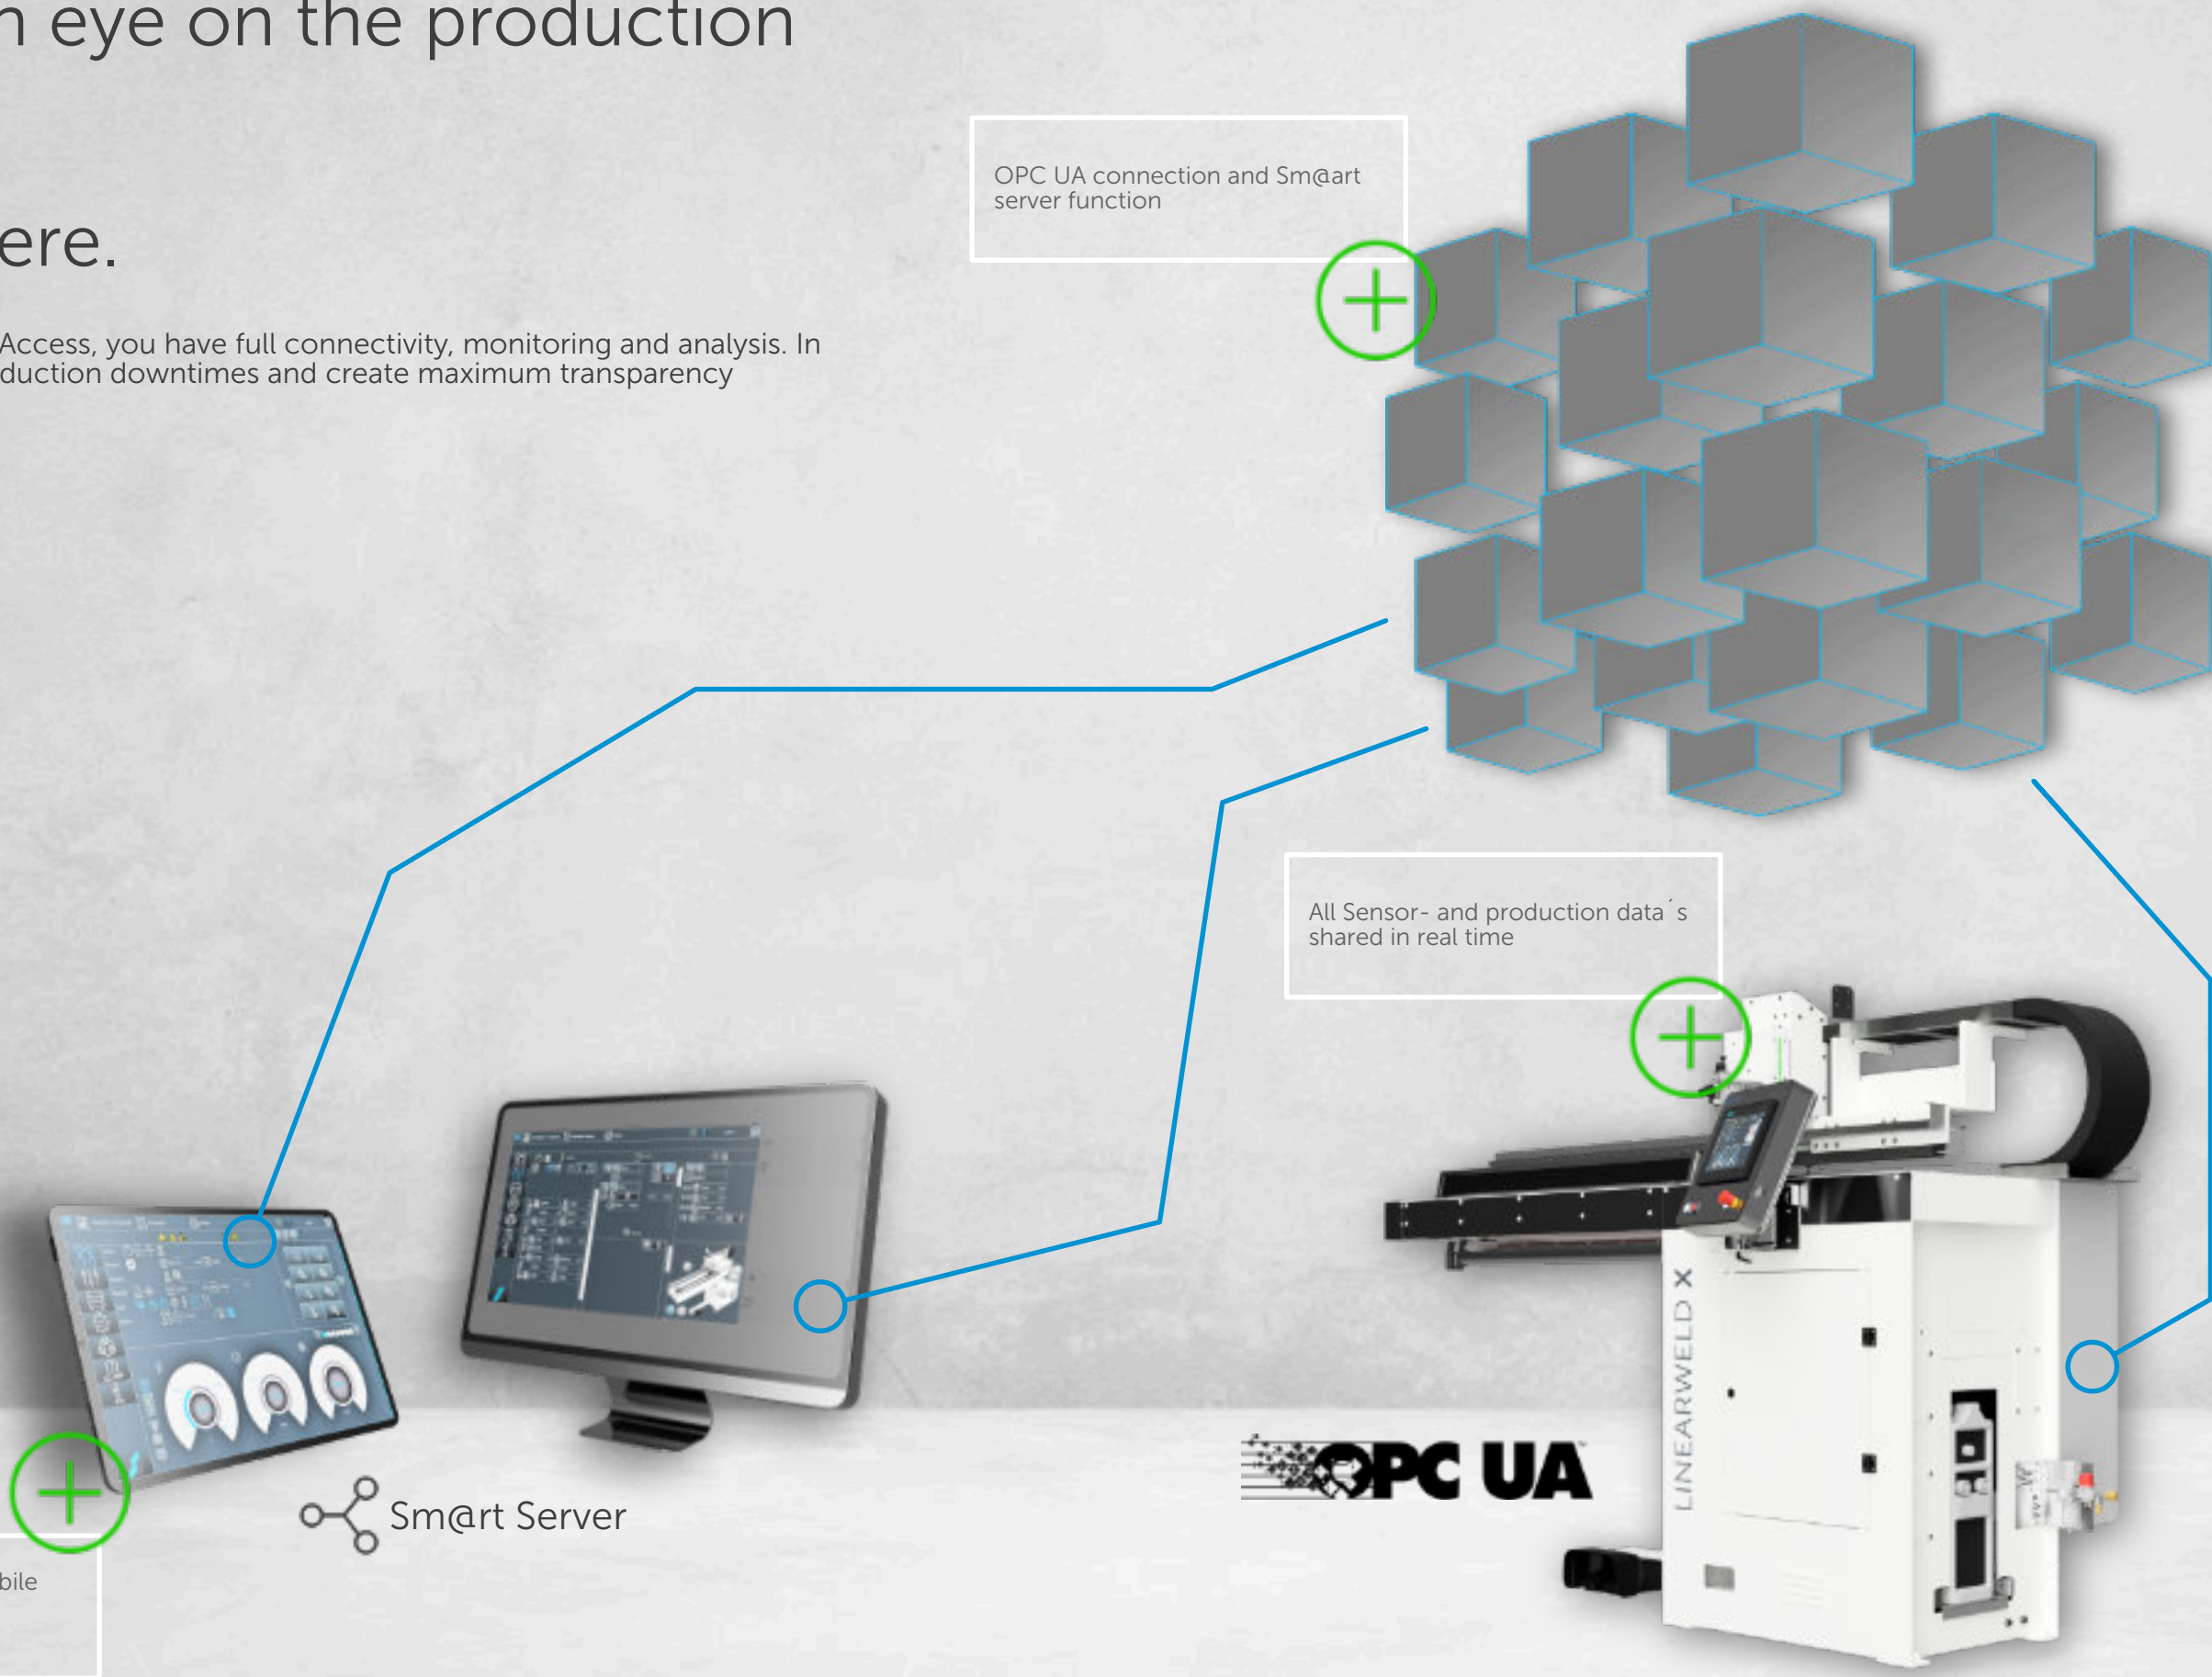 n eye on the production
ere.
Access, you have full connectivity, monitoring and analysis. In
duction downtimes and create maximum transparency
OPC UA connection and Sm@art
server function
All Sensor- and production data´s
shared in real time
LINEARWELD X
OPC UA
Sm@rt Server
bile